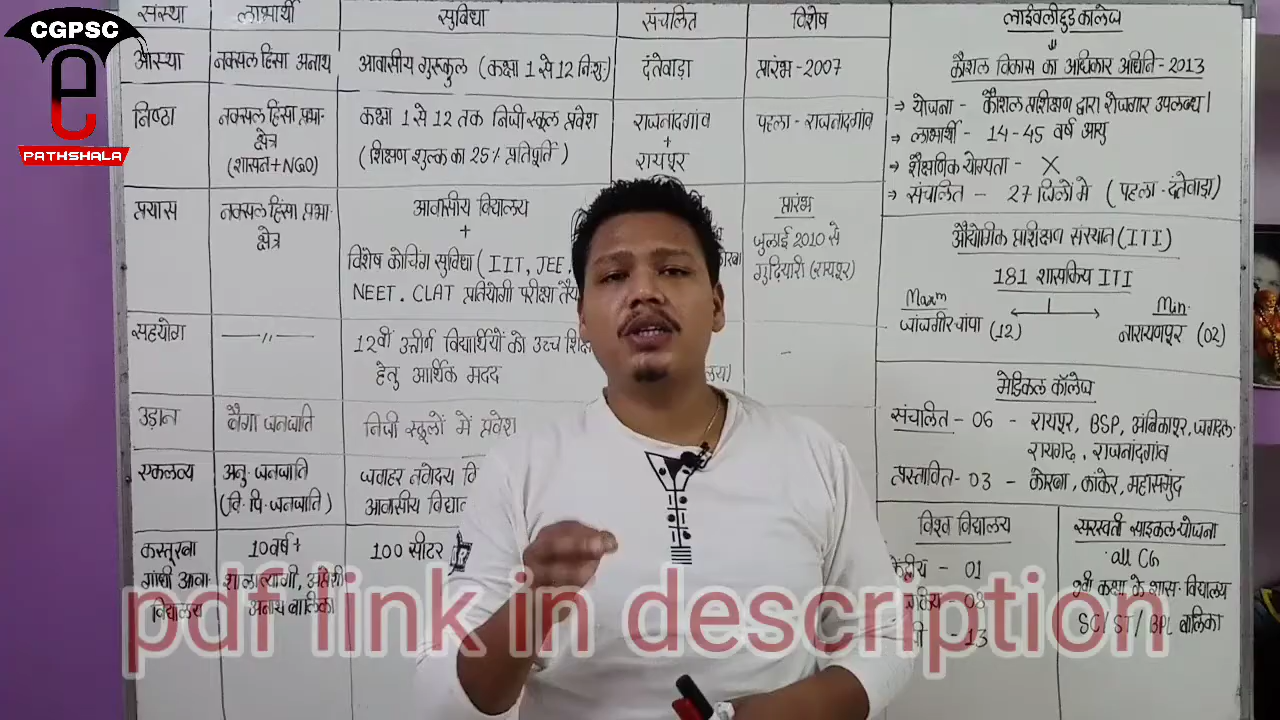 CGPSC
e
PATHSHALA
संस्था लाभार्थी सुविधा संचालित विशेष
आस्था नक्सल हिंसा अनाथ आवासीय गुरुकुल (कक्षा 1 से 12 निःशु.) दंतेवाड़ा प्रारंभ-2007
निष्ठा नक्सल हिंसा प्रभा. कक्षा 1 से 12 तक निजी स्कूल प्रवेश राजनांदगांव पहला - राजनांदगांव
क्षेत्र (शिक्षण शुल्क का 25% प्रतिपूर्ति) +
(शासन+NGO) रायपुर
प्रयास नक्सल हिंसा प्रभा. आवासीय विद्यालय प्रारंभ
क्षेत्र + जुलाई 2010 से
विशेष कोचिंग सुविधा (IIT, JEE, कोरबा गुढ़ियारी (रायपुर)
NEET. CLAT प्रतियोगी परीक्षा
सहयोग —〃— 12वीं उत्तीर्ण विद्यार्थियों को उच्च
हेतु आर्थिक मदद
उड़ान बैगा जनजाति निजी स्कूलों में प्रवेश
एकलव्य अनु. जनजाति जवाहर नवोदय
(वि. पि. जनजाति) आवासीय
कस्तूरबा 10 वर्ष + 100 सीटर
गांधी आवा. शालात्यागी,
विद्यालय अनाथ बालिका
लाईवलीहुड कालेज
⇓
कौशल विकास का अधिकार अधिनि-2013
→ योजना - कौशल प्रशिक्षण द्वारा रोजगार उपलब्ध।
→ लाभार्थी - 14-45 वर्ष आयु
→ शैक्षणिक योग्यता - X
→ संचालित - 27 जिलों मे (पहला - दंतेवाड़ा)
औद्योगिक प्रशिक्षण संस्थान (ITI)
181 शासकिय ITI
Maxm Min.
जांजगीर चांपा (12) नारायणपुर (02)
मेडिकल कॉलेज
संचालित - 06 - रायपुर, BSP, अंबिकापुर, जगदल.
रायगढ़, राजनांदगांव
प्रस्तावित - 03 - कोरबा, कांकेर, महासमुंद
विश्व विद्यालय
केंद्रीय - 01
- 13
सरस्वती साइकल योजना
all CG
9वी कक्षा के शास. विद्यालय
SC/ ST/ BPL बालिका
pdf link in description